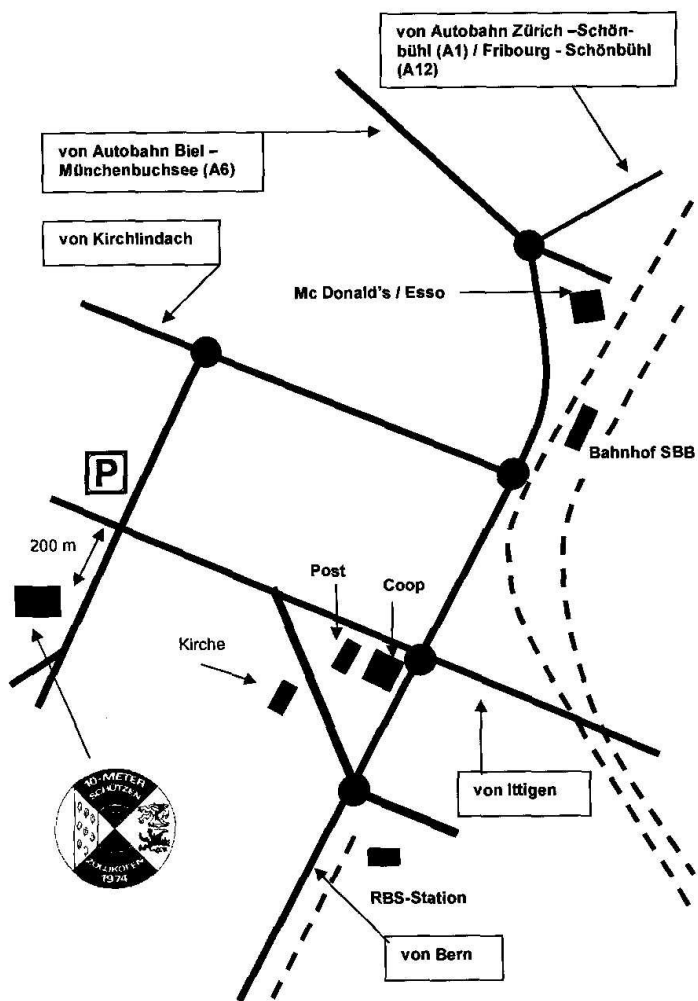 von Autobahn Zürich –Schön-
bühl (A1) / Fribourg - Schönbühl
(A12)
von Autobahn Biel –
Münchenbuchsee (A6)
von Kirchlindach
Mc Donald's / Esso
Bahnhof SBB
P
200 m
Post
Coop
Kirche
von Ittigen
10-METER
SCHÜTZEN
ZOLLIKOFEN
1974
RBS-Station
von Bern